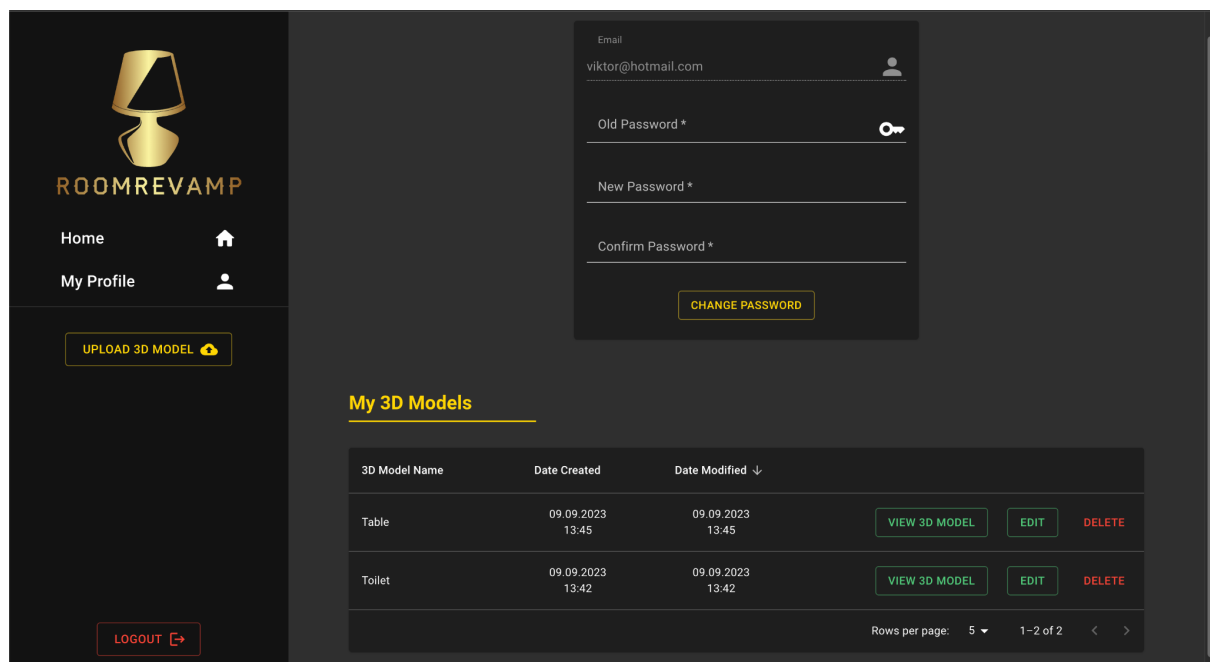 ROOMREVAMP
Home
My Profile
UPLOAD 3D MODEL
LOGOUT
Email
viktor@hotmail.com
Old Password *
New Password *
Confirm Password *
CHANGE PASSWORD
My 3D Models
3D Model Name Date Created Date Modified
Table 09.09.2023 13:45 09.09.2023 13:45 VIEW 3D MODEL EDIT DELETE
Toilet 09.09.2023 13:42 09.09.2023 13:42 VIEW 3D MODEL EDIT DELETE
Rows per page: 5 1–2 of 2